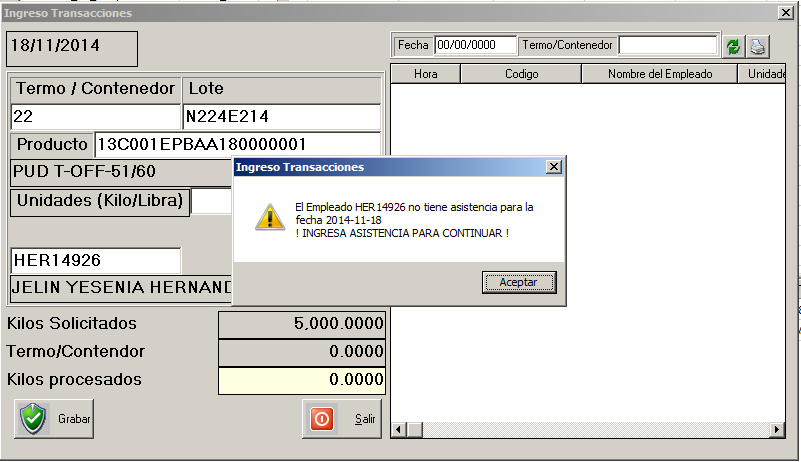 Ingreso Transacciones
18/11/2014
Fecha 00/00/0000 Termo/Contenedor
Hora Codigo Nombre del Empleado Unidade
Termo / Contenedor Lote
22 N224E214
Producto 13C001EPBAA180000001
PUD T-OFF-51/60
Unidades (Kilo/Libra)
Ingreso Transacciones
El Empleado HER14926 no tiene asistencia para la
fecha 2014-11-18
! INGRESA ASISTENCIA PARA CONTINUAR !
Aceptar
HER14926
JELIN YESENIA HERNAND
Kilos Solicitados 5,000.0000
Termo/Contendor 0.0000
Kilos procesados 0.0000
Grabar
Salir